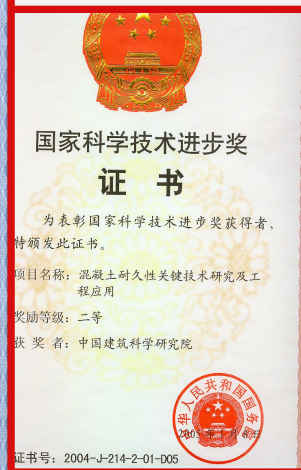 国家科学技术进步奖
证书
为表彰国家科学技术进步奖获得者，
特颁发此证书。
项目名称：混凝土耐久性关键技术研究及工
程应用
奖励等级：二等
获奖者：中国建筑科学研究院
中华人民共和国国务院
证书号：2004-J-214-2-01-D05